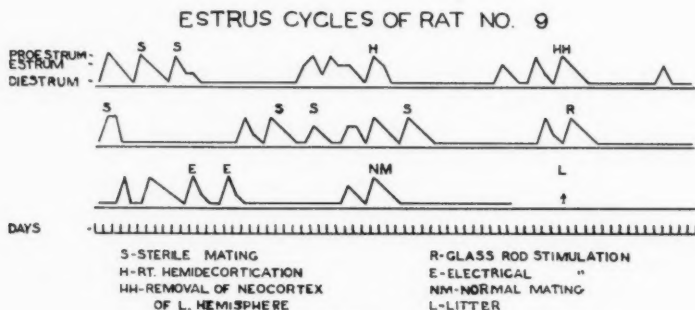 ESTRUS CYCLES OF RAT NO. 9
PROESTRUM-
ESTRUM -
DIESTRUM -
S S H HH
S S S S R
E E NM L
DAYS
S-STERILE MATING
H-RT. HEMIDECORTICATION
HH-REMOVAL OF NEOCORTEX
OF L. HEMISPHERE
R-GLASS ROD STIMULATION
E-ELECTRICAL "
NM-NORMAL MATING
L-LITTER